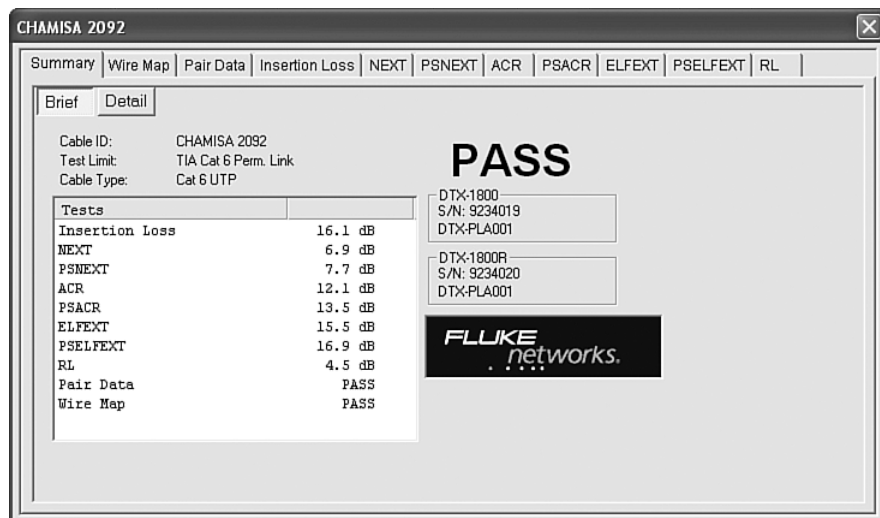 CHAMISA 2092
Summary Wire Map Pair Data Insertion Loss NEXT PSNEXT ACR PSACR ELFEXT PSELFEXT RL
Brief Detail
Cable ID: CHAMISA 2092
Test Limit: TIA Cat 6 Perm. Link
Cable Type: Cat 6 UTP
PASS
Tests
Insertion Loss 16.1 dB
NEXT 6.9 dB
PSNEXT 7.7 dB
ACR 12.1 dB
PSACR 13.5 dB
ELFEXT 15.5 dB
PSELFEXT 16.9 dB
RL 4.5 dB
Pair Data PASS
Wire Map PASS
DTX-1800
S/N: 9234019
DTX-PLA001
DTX-1800R
S/N: 9234020
DTX-PLA001
FLUKE
networks.